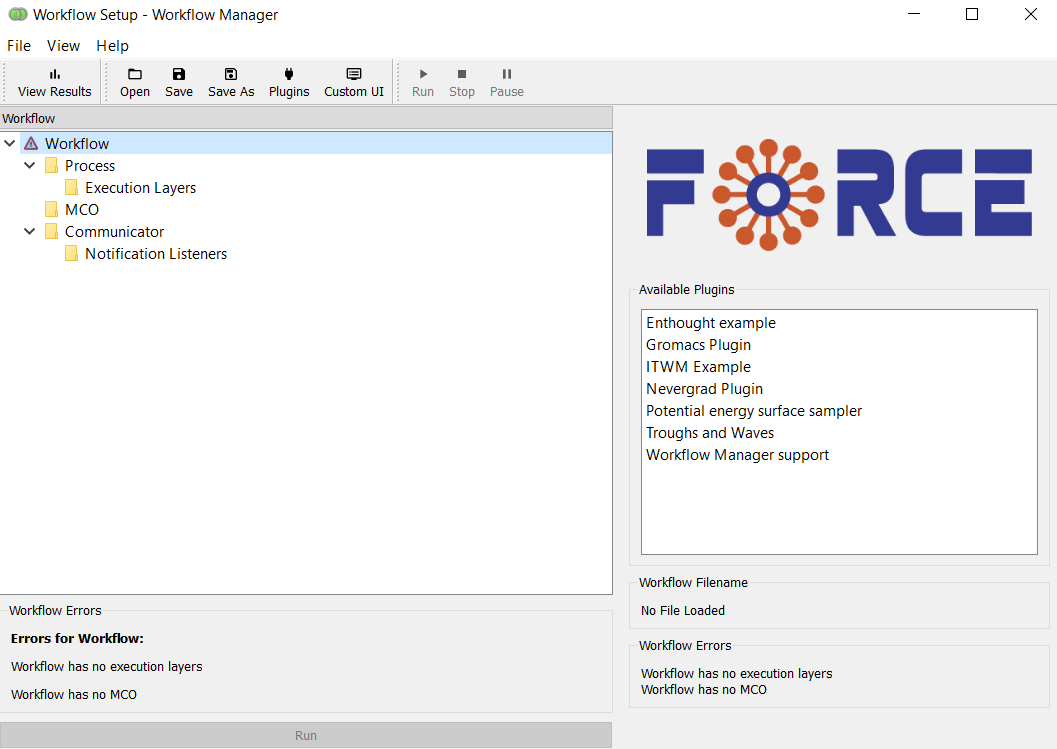 Workflow Setup - Workflow Manager
File View Help
View Results Open Save Save As Plugins Custom UI Run Stop Pause
Workflow
Workflow
Process
Execution Layers
MCO
Communicator
Notification Listeners
Workflow Errors
Errors for Workflow:
Workflow has no execution layers
Workflow has no MCO
Run
FORCE
Available Plugins
Enthought example
Gromacs Plugin
ITWM Example
Nevergrad Plugin
Potential energy surface sampler
Troughs and Waves
Workflow Manager support
Workflow Filename
No File Loaded
Workflow Errors
Workflow has no execution layers
Workflow has no MCO